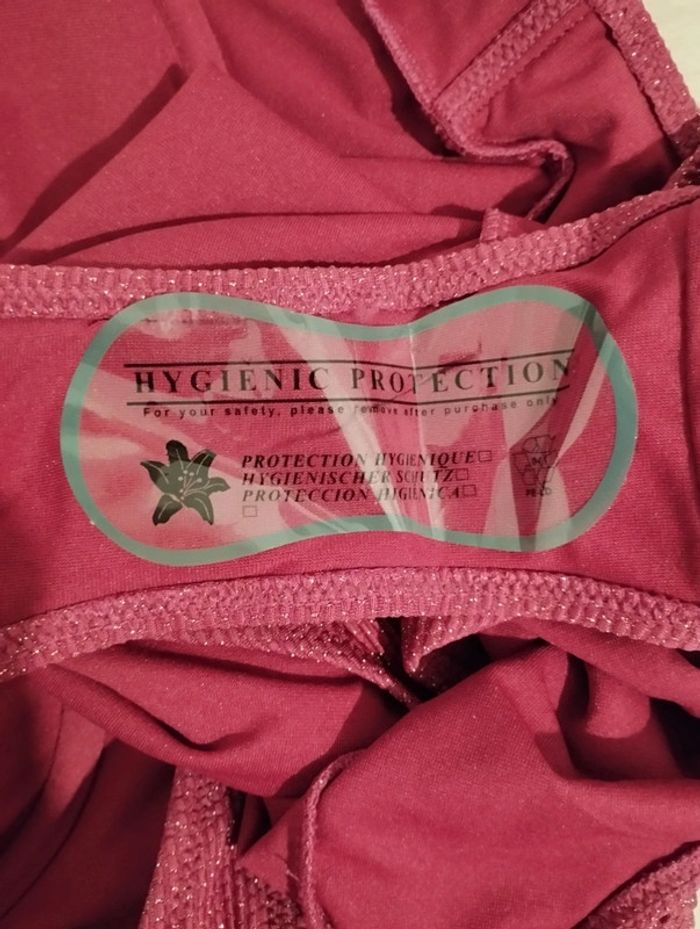 HYGIENIC PROTECTION
For your safety, please remove after purchase only
PROTECTION HYGIENIQUE□
HYGIENISCHER SCHUTZ□
PROTECCION HIGIENICA□
□